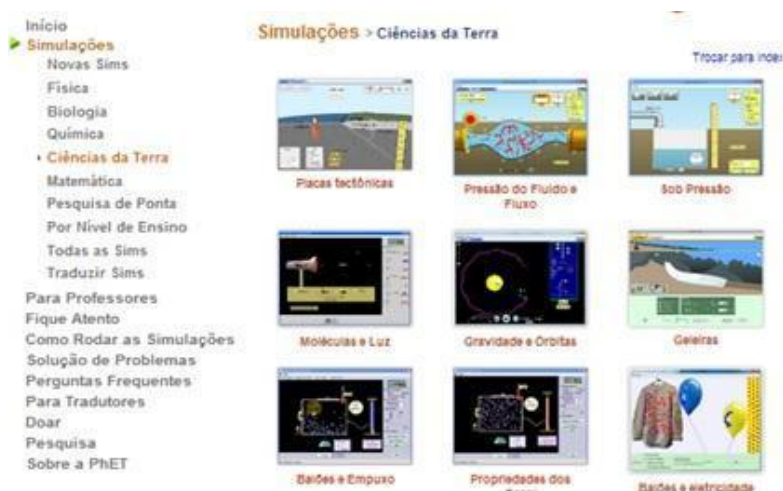 Início
Simulações
Novas Sims
Física
Biologia
Química
Ciências da Terra
Matemática
Pesquisa de Ponta
Por Nível de Ensino
Todas as Sims
Traduzir Sims
Para Professores
Fique Atento
Como Rodar as Simulações
Solução de Problemas
Perguntas Frequentes
Para Tradutores
Doar
Pesquisa
Sobre a PhET
Simulações > Ciências da Terra
Trocar para index
Placas tectônicas
Pressão do Fluido e
Fluxo
Sob Pressão
Moléculas e Luz
Gravidade e Órbitas
Geleiras
Balões e Empuxo
Propriedades dos
Balões e eletricidade